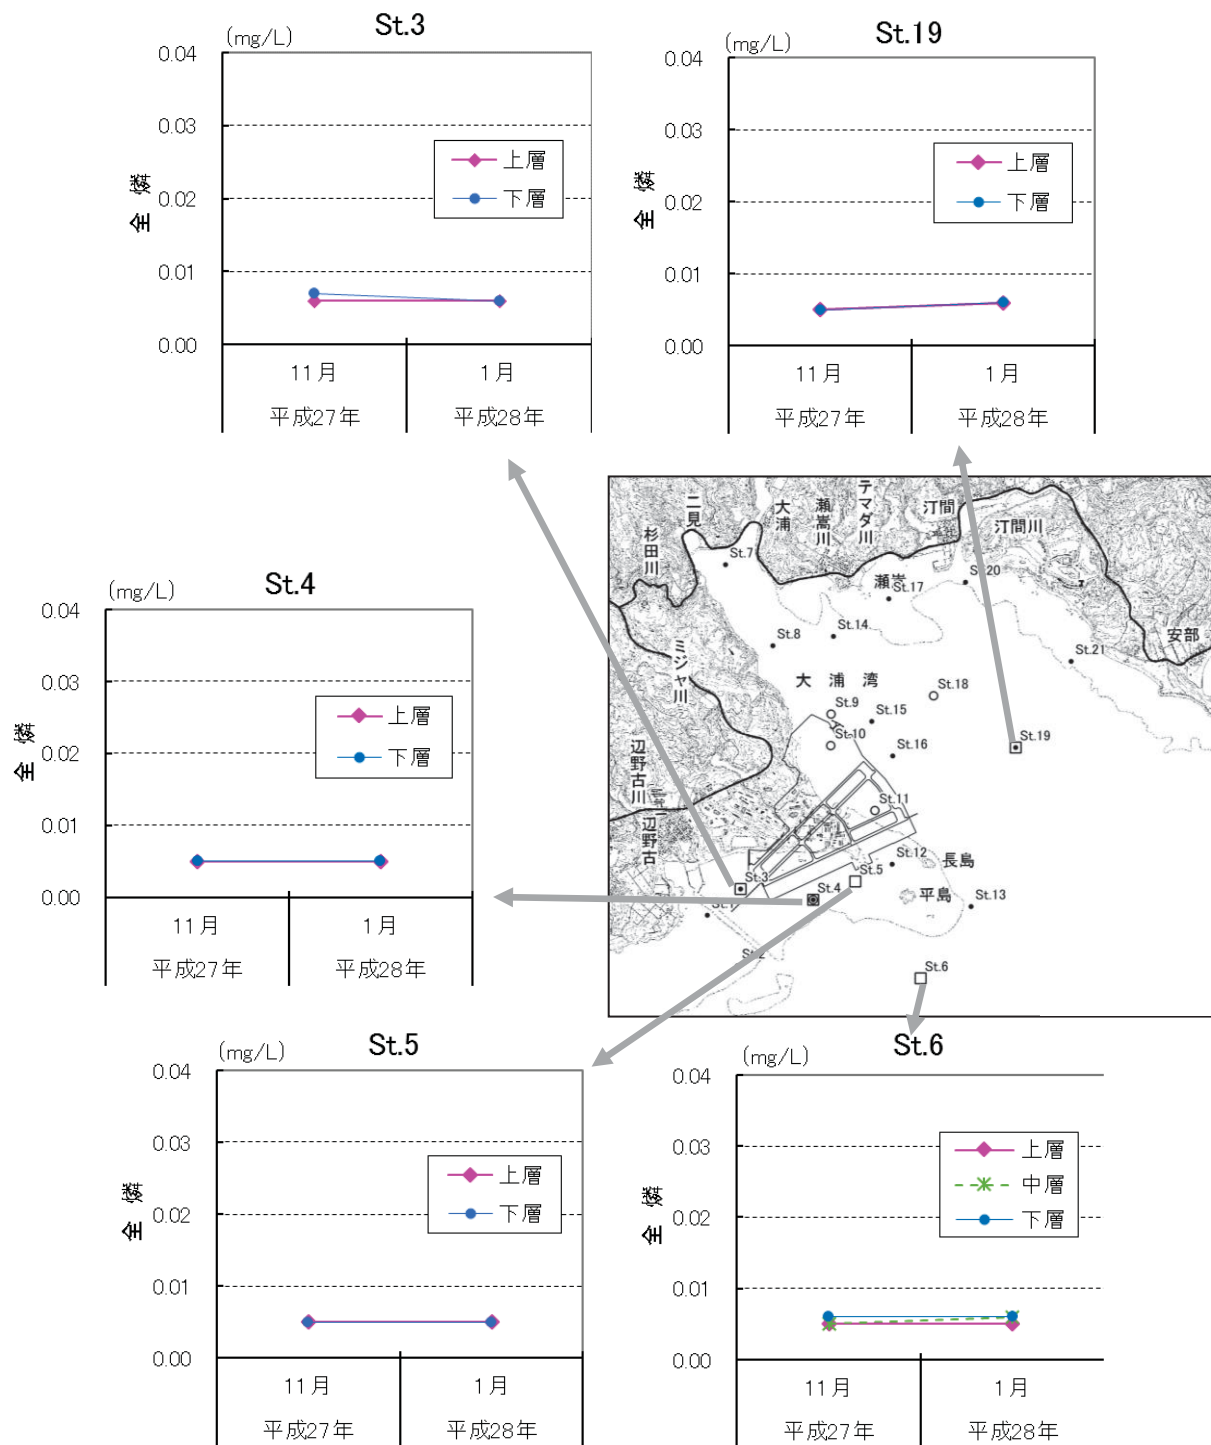 St.3
(mg/L)
0.04
0.03
0.02
0.01
0.00
全燐
上層
下層
11月
1月
平成27年
平成28年
St.19
(mg/L)
0.04
0.03
0.02
0.01
0.00
全燐
上層
下層
11月
1月
平成27年
平成28年
St.4
(mg/L)
0.04
0.03
0.02
0.01
0.00
全燐
上層
下層
11月
1月
平成27年
平成28年
杉田川
二見
大浦
瀬嵩川
テマダ川
汀間
汀間川
安部
瀬嵩
ミジャ川
大浦湾
辺野古川
辺野古
長島
平島
St.7
St.17
St.20
St.8
St.14
St.21
St.18
St.9
St.15
St.10
St.16
St.19
St.11
St.12
St.3
St.5
St.4
St.13
St.6
St.5
(mg/L)
0.04
0.03
0.02
0.01
0.00
全燐
上層
下層
11月
1月
平成27年
平成28年
St.6
(mg/L)
0.04
0.03
0.02
0.01
0.00
全燐
上層
中層
下層
11月
1月
平成27年
平成28年